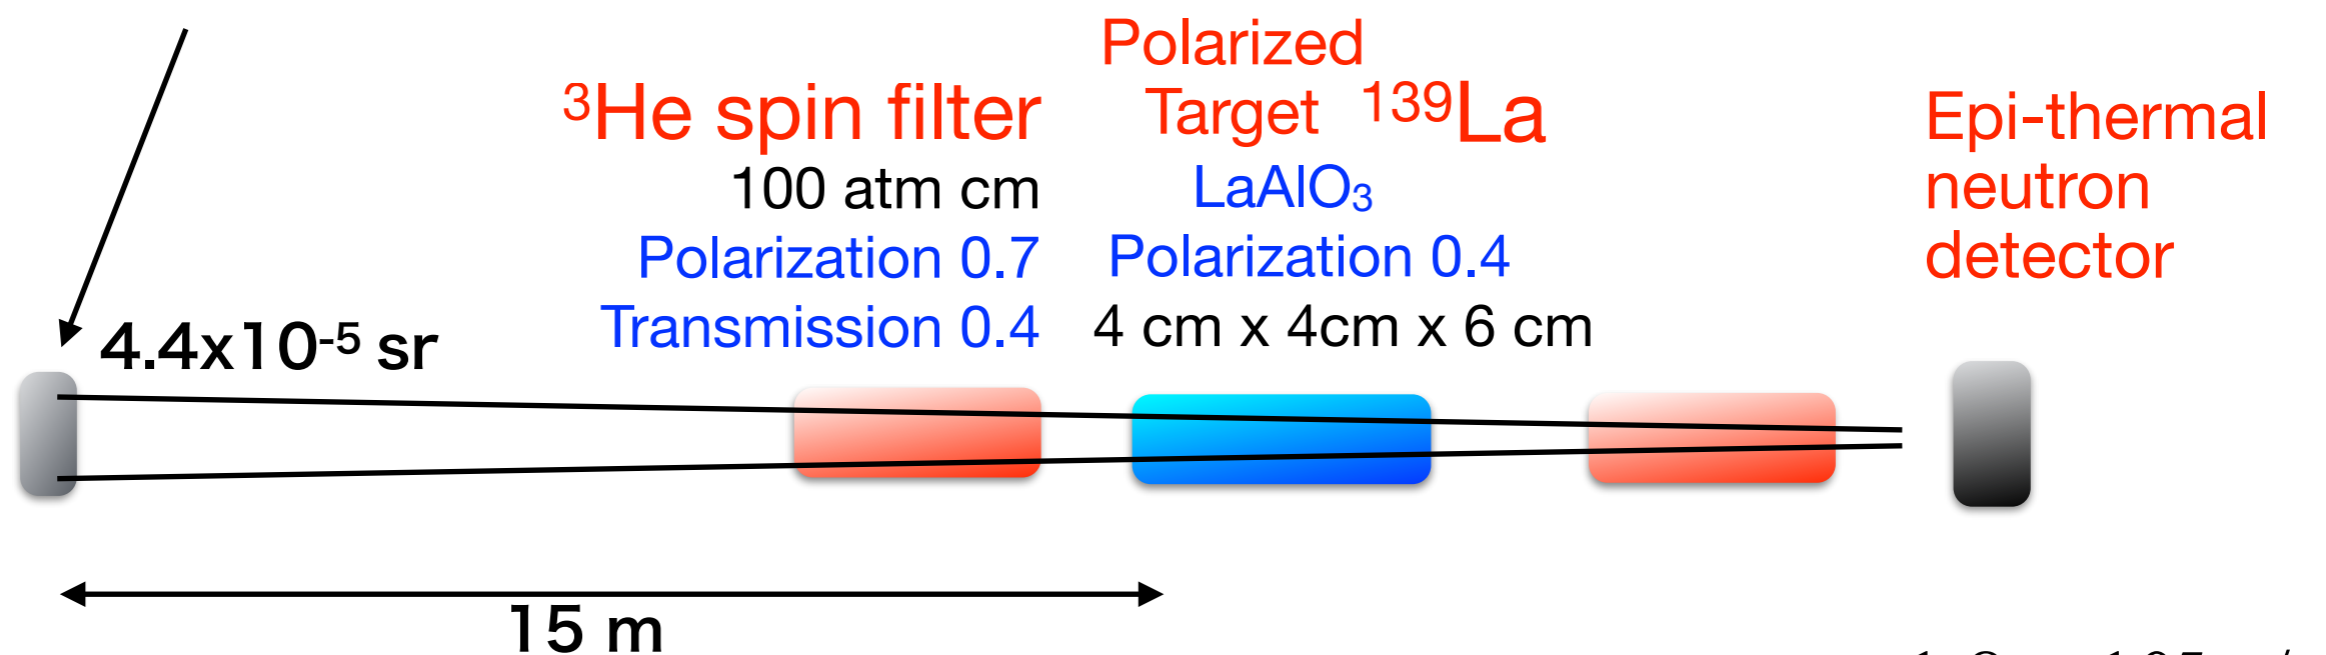 Polarized
Target ¹³⁹La
³He spin filter
100 atm cm
Polarization 0.7
Transmission 0.4
LaAlO₃
Polarization 0.4
4 cm x 4cm x 6 cm
Epi-thermal
neutron
detector
4.4x10⁻⁵ sr
15 m